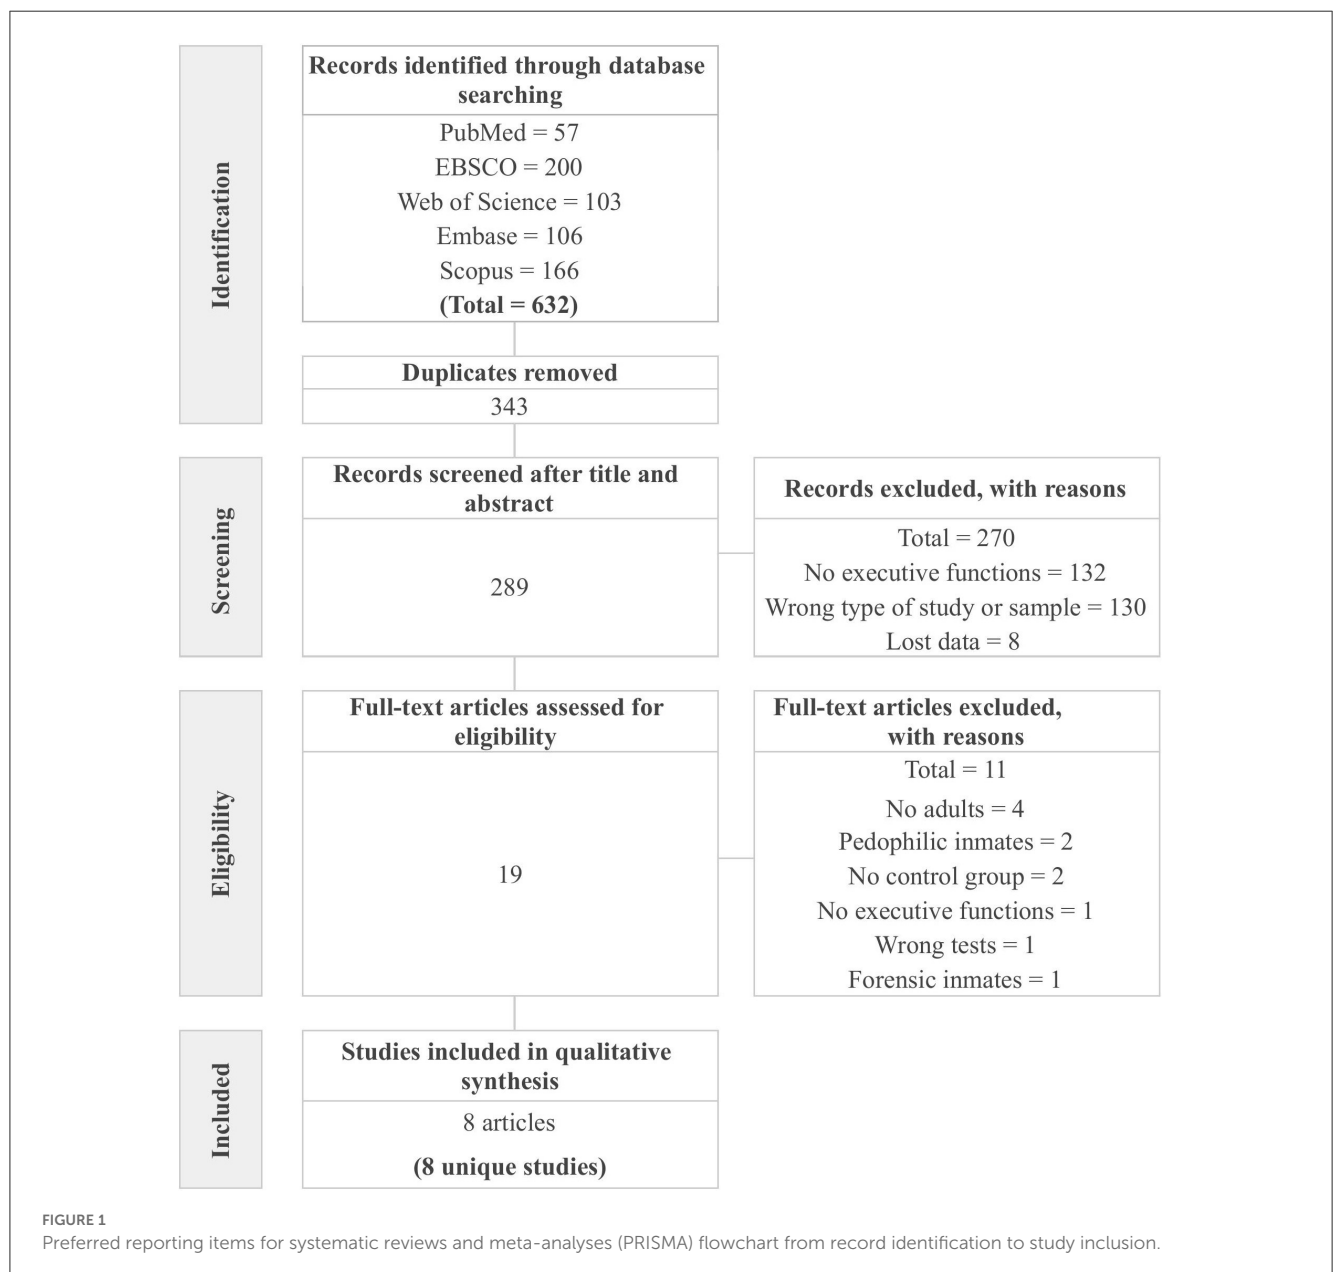 Identification
Records identified through database
searching
PubMed = 57
EBSCO = 200
Web of Science = 103
Embase = 106
Scopus = 166
(Total = 632)
Duplicates removed
343
Screening
Records screened after title and
abstract
289
Records excluded, with reasons
Total = 270
No executive functions = 132
Wrong type of study or sample = 130
Lost data = 8
Eligibility
Full-text articles assessed for
eligibility
19
Full-text articles excluded,
with reasons
Total = 11
No adults = 4
Pedophilic inmates = 2
No control group = 2
No executive functions = 1
Wrong tests = 1
Forensic inmates = 1
Included
Studies included in qualitative
synthesis
8 articles
(8 unique studies)
FIGURE 1
Preferred reporting items for systematic reviews and meta-analyses (PRISMA) flowchart from record identification to study inclusion.